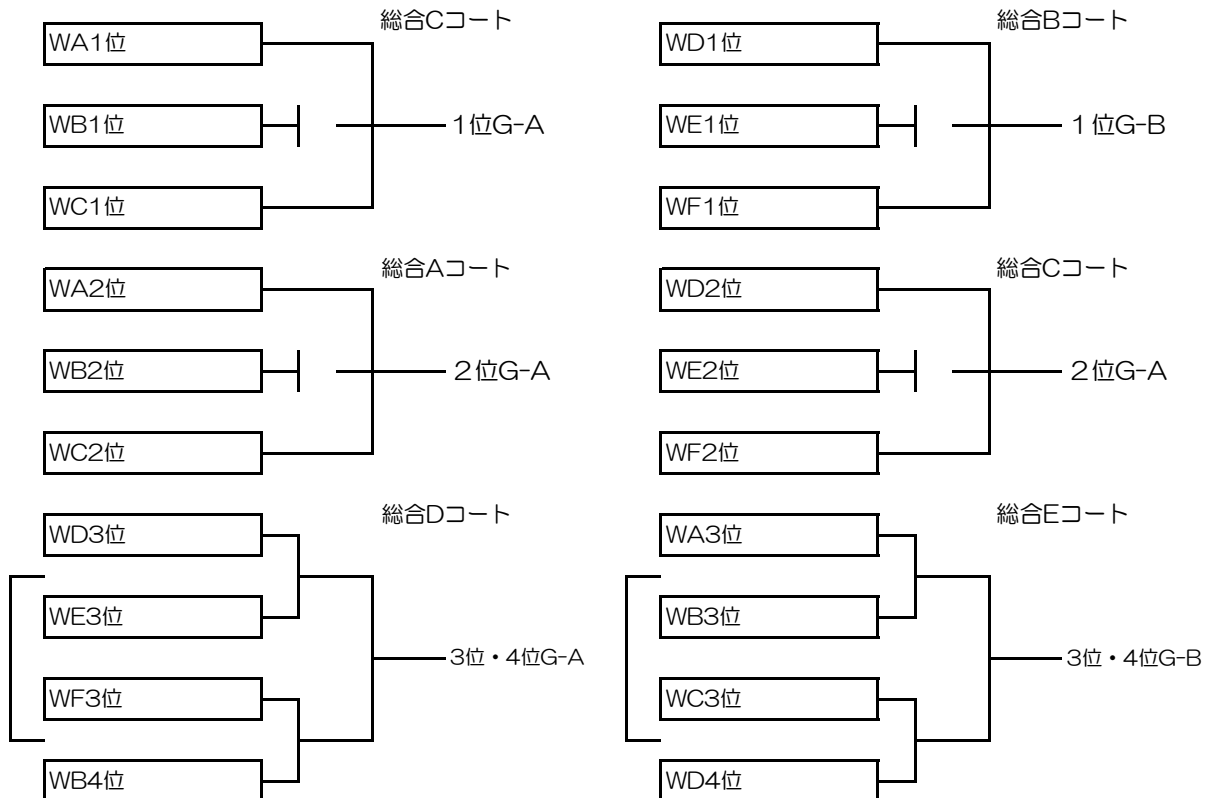 総合Cコート
WA1位
WB1位
1位G-A
WC1位
総合Bコート
WD1位
WE1位
1位G-B
WF1位
総合Aコート
WA2位
WB2位
2位G-A
WC2位
総合Cコート
WD2位
WE2位
2位G-A
WF2位
総合Dコート
WD3位
WE3位
3位・4位G-A
WF3位
WB4位
総合Eコート
WA3位
WB3位
3位・4位G-B
WC3位
WD4位